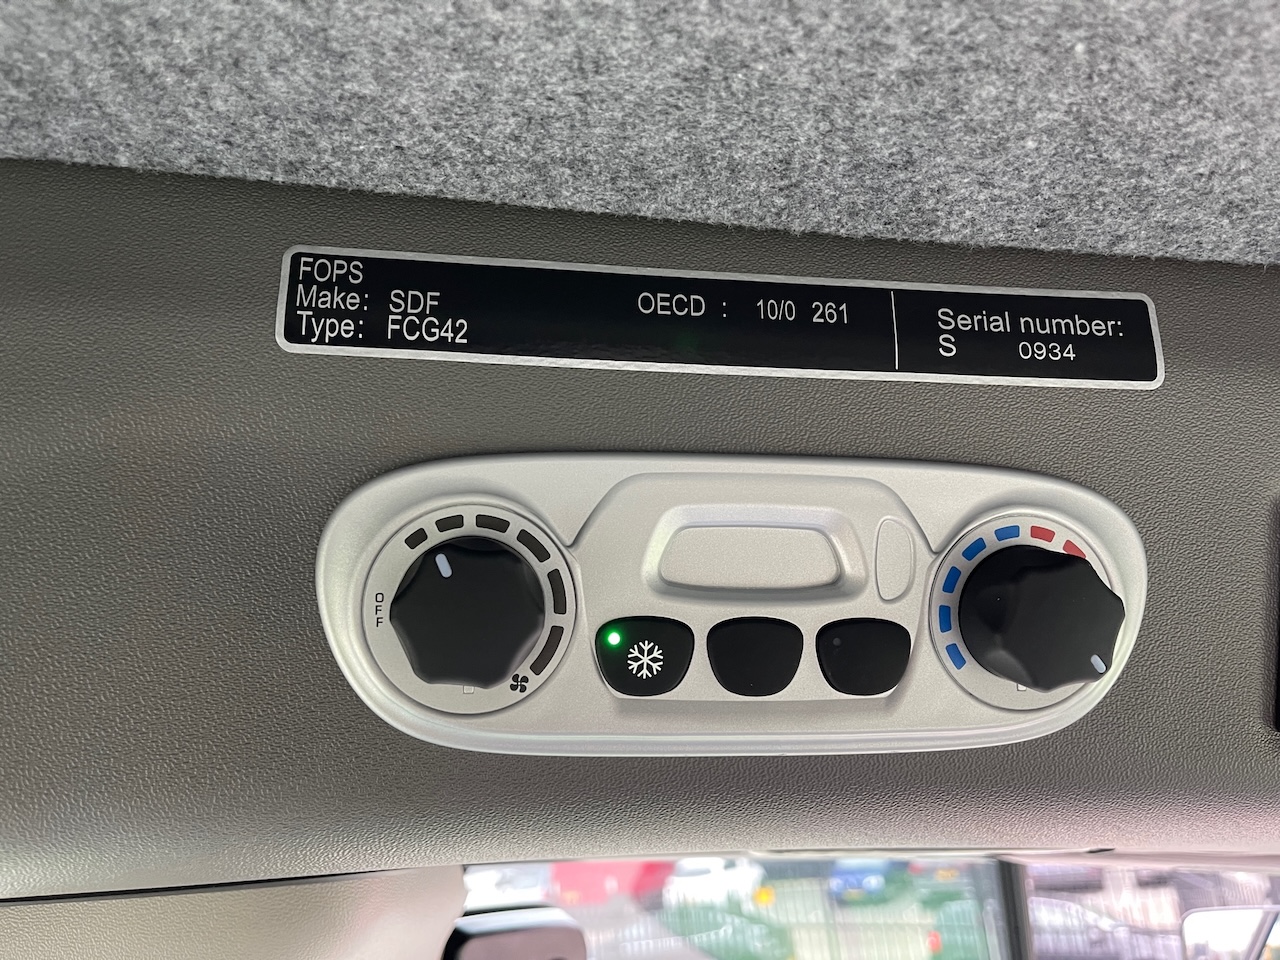 FOPS
Make: SDF
Type: FCG42
OECD : 10/0 261
Serial number:
S 0934
OFF